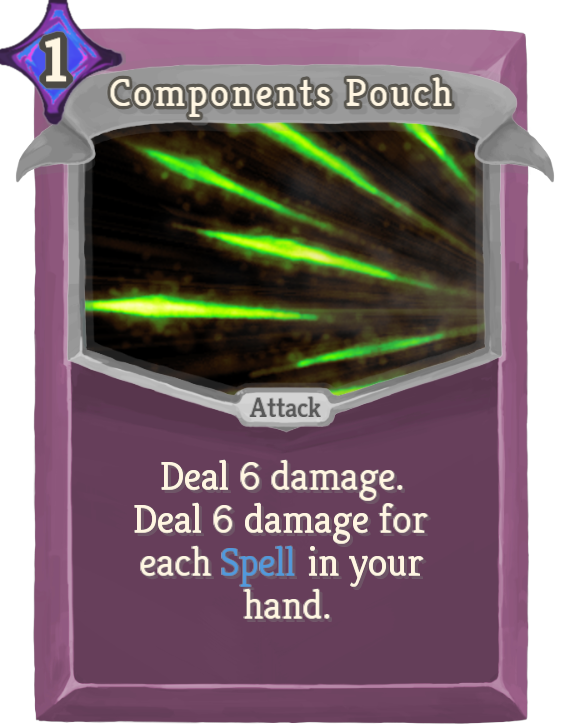 1
Components Pouch
Attack
Deal 6 damage.
Deal 6 damage for
each Spell in your
hand.